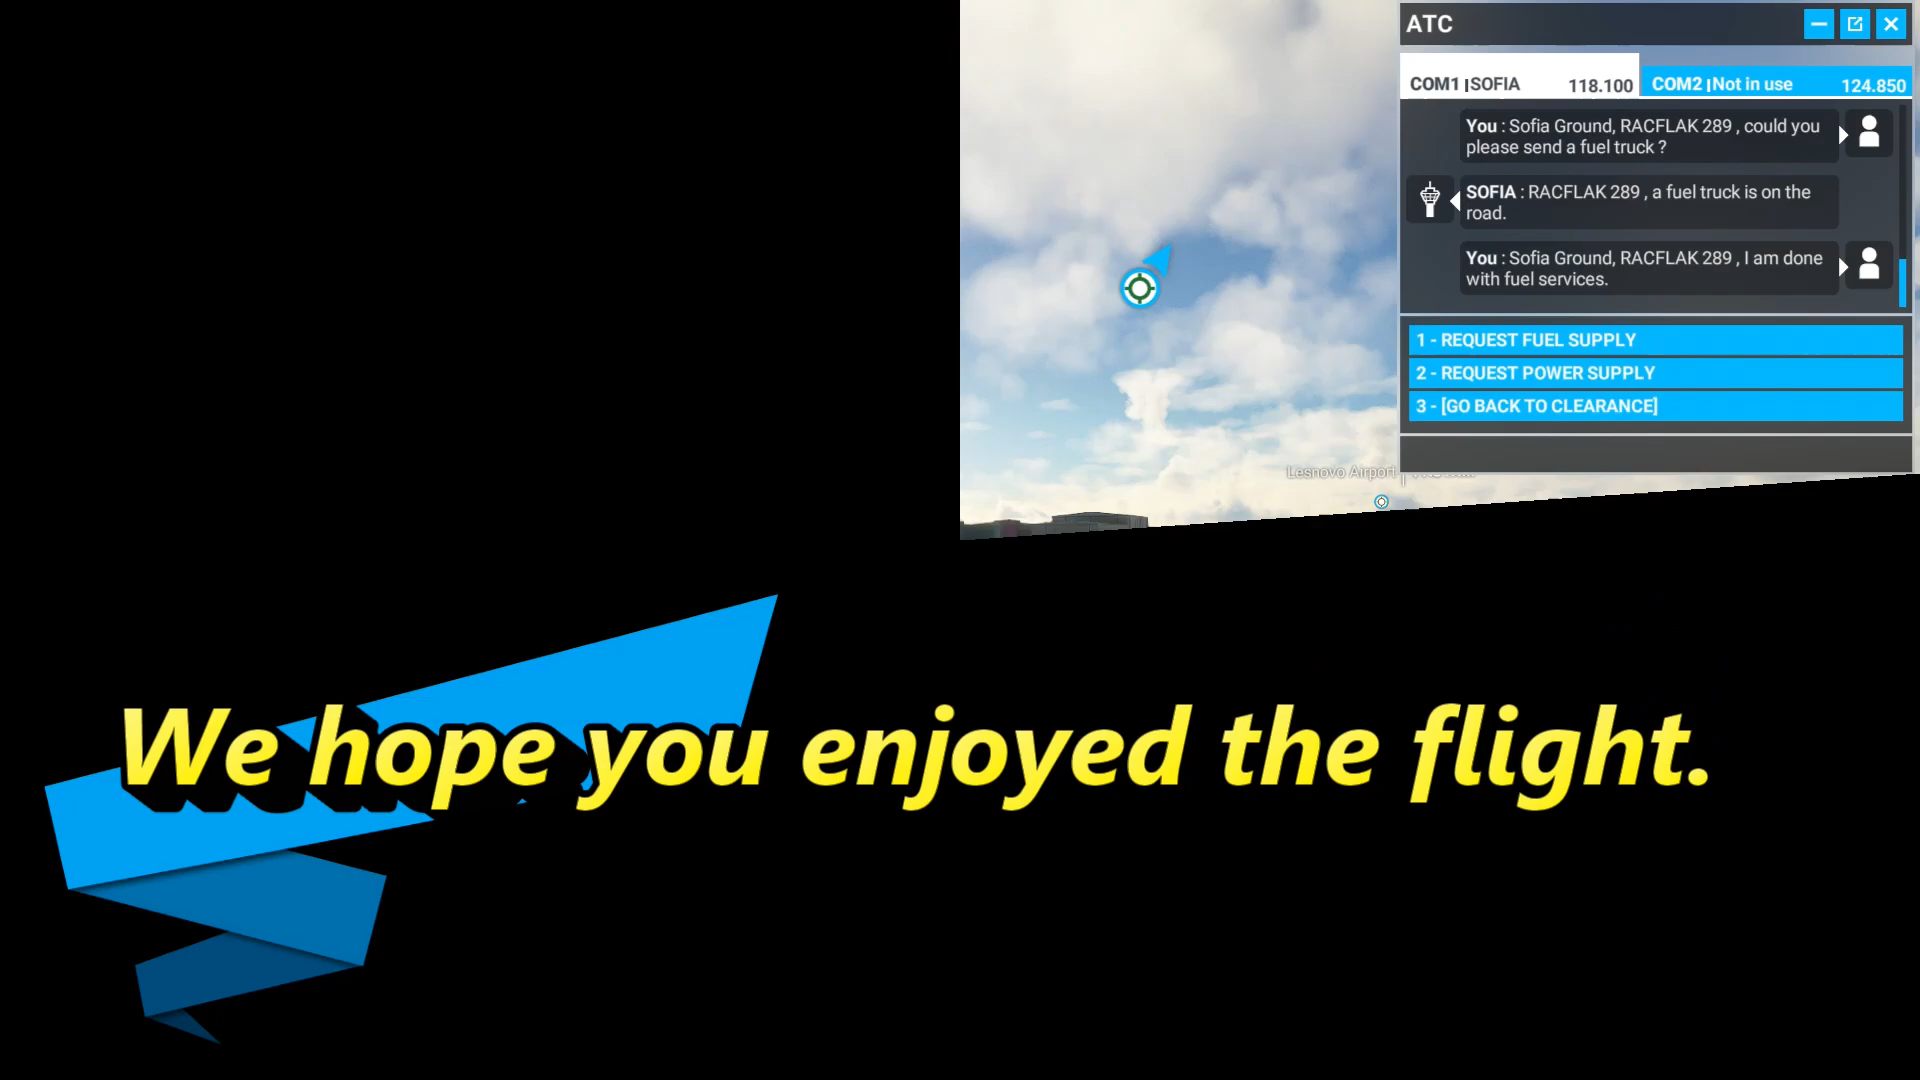 ATC
COM1 | SOFIA 118.100
COM2 | Not in use 124.850
You : Sofia Ground, RACFLAK 289 , could you
please send a fuel truck ?
SOFIA : RACFLAK 289 , a fuel truck is on the
road.
You : Sofia Ground, RACFLAK 289 , I am done
with fuel services.
1 - REQUEST FUEL SUPPLY
2 - REQUEST POWER SUPPLY
3 - [GO BACK TO CLEARANCE]
Lesnovo Airport
We hope you enjoyed the flight.